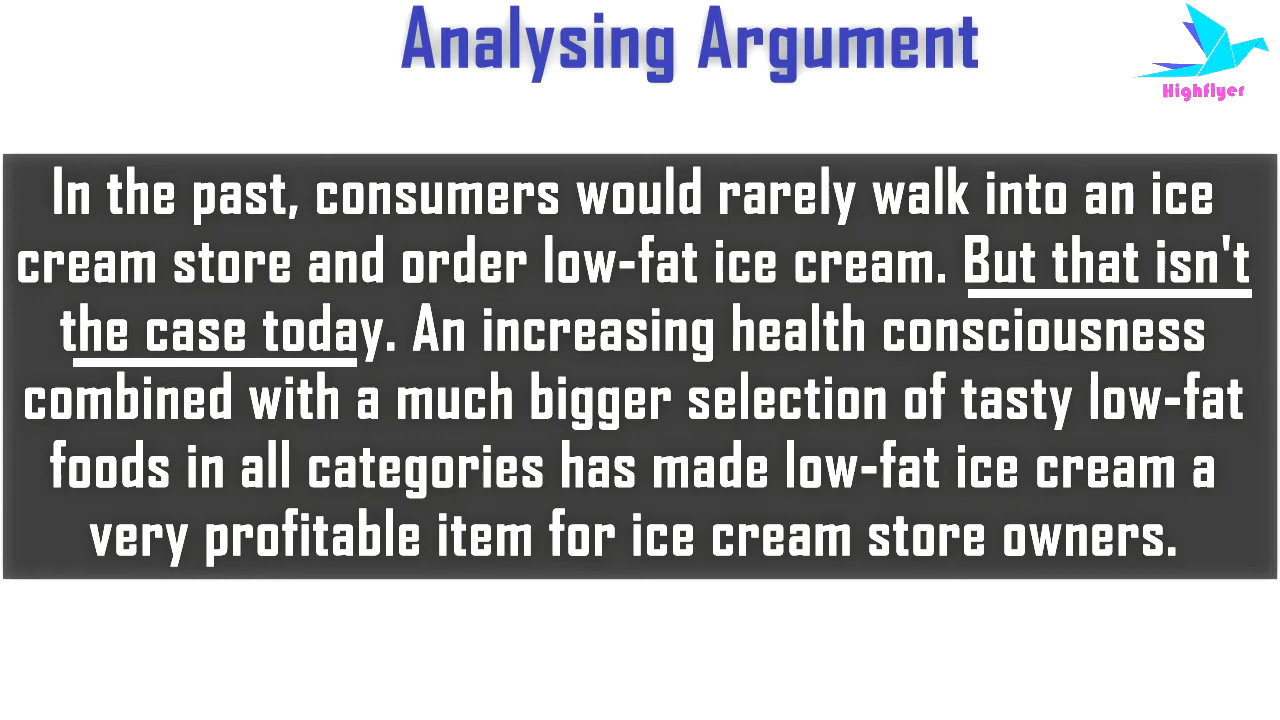 Analysing Argument
Highflyer
In the past, consumers would rarely walk into an ice
cream store and order low-fat ice cream. But that isn't
the case today. An increasing health consciousness
combined with a much bigger selection of tasty low-fat
foods in all categories has made low-fat ice cream a
very profitable item for ice cream store owners.